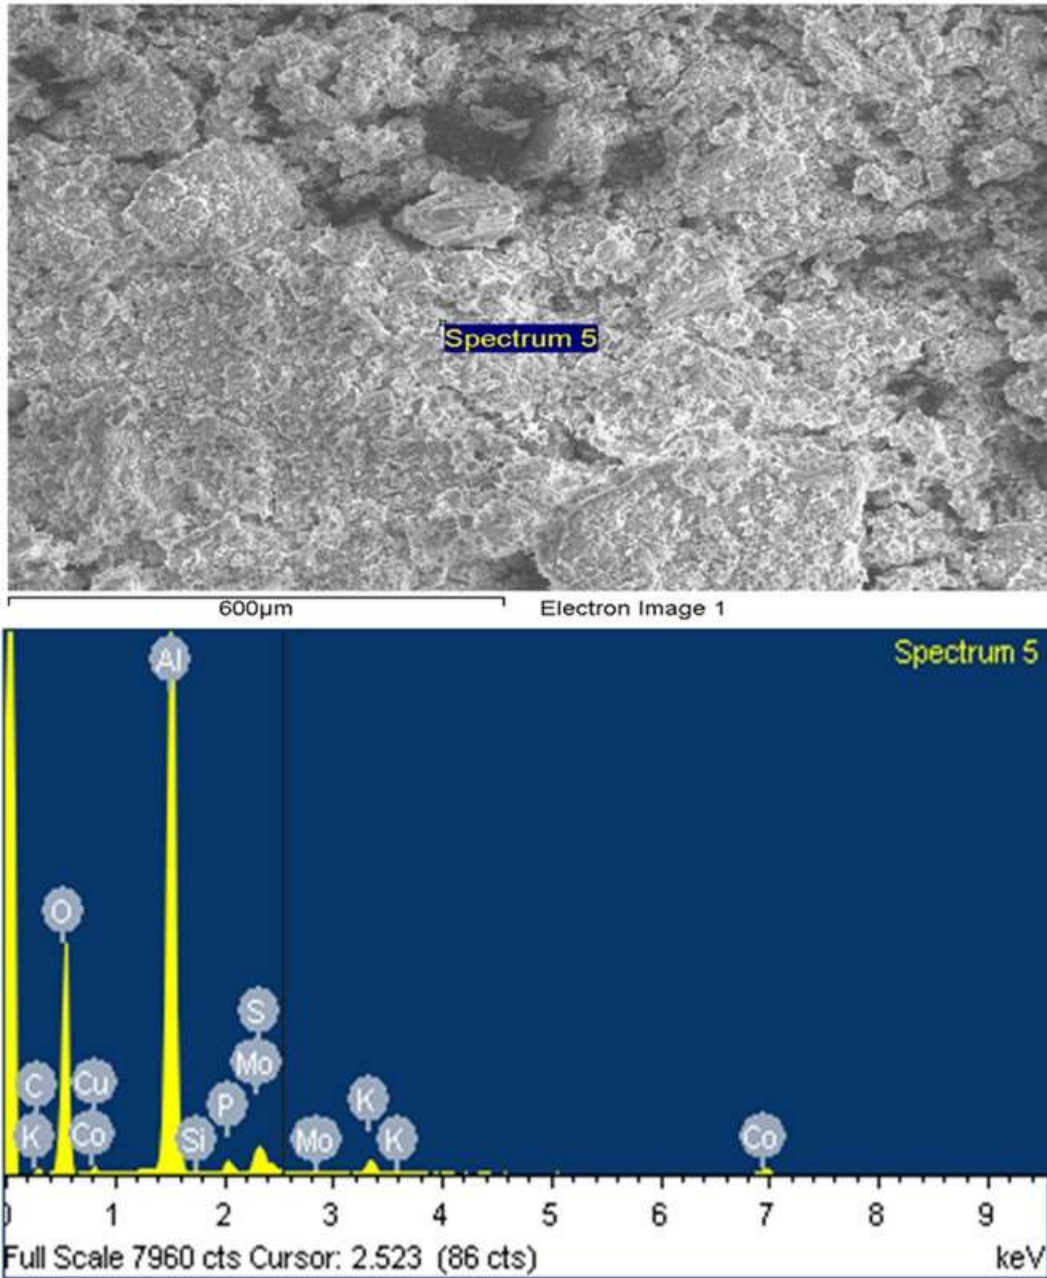 Spectrum 5
600µm Electron Image 1
Spectrum 5
Al
O
S
C Cu Mo K
P
K Co Si Mo K Co
0 1 2 3 4 5 6 7 8 9
Full Scale 7960 cts Cursor: 2.523 (86 cts) keV